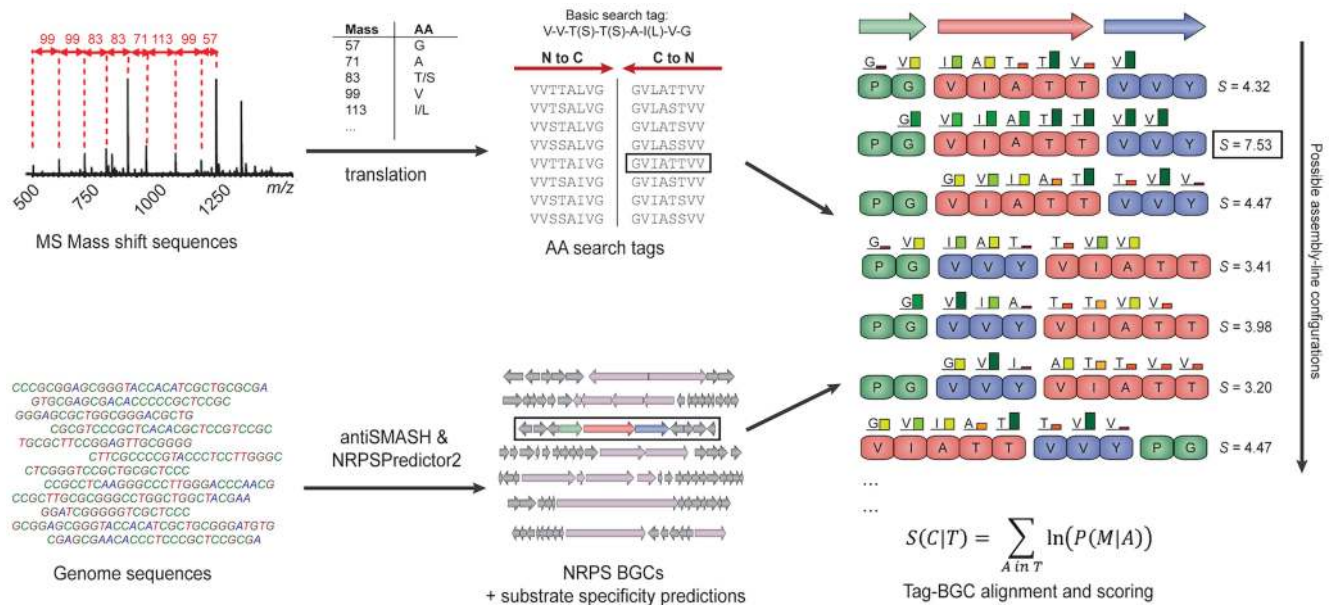 99 99 83 83 71 113 99 57
500 750 1000 1250 m/z
MS Mass shift sequences
Mass AA
57 G
71 A
83 T/S
99 V
113 I/L
...
translation
Basic search tag:
V-V-T(S)-T(S)-A-I(L)-V-G
N to C C to N
VVTTALVG GVLATTVV
VVTSALVG GVLASTVV
VVSTALVG GVLATSVV
VVSSALVG GVLASSVV
VVTTAIVG GVIATTVV
VVTSAIVG GVIASTVV
VVSTAIVG GVIATSVV
VVSSAIVG GVIASSVV
AA search tags
CCCGCGGAGCGGGTACCACATCGCTGCGCGA
GTGCGAGCGACACCCCCGCTCCGC
GGGAGCGCTGGCGGGACGCTG
CGCGTCCCGCTCACACGCTCCGTCCGC
TGCGCTTCCGGAGTTGCGGGG
CTTCGCCCCGTACCCTCCTTGGGC
CTCGGGTCCGCTGCGCTCCC
CCGCCTCAAGGGCCCTTGGGACCCAACG
CCGCTTGCGCGGGCCTGGCTGGCTACGAA
GGATCGGGGGTCGCTCCC
GCGGAGCGGGTACCACATCGCTGCGGGATGTG
CGAGCGAACACCCTCCCGCTCCGCGA
Genome sequences
antiSMASH &
NRPSPredictor2
NRPS BGCs
+ substrate specificity predictions
G V I A T T V V
P G V I A T T V V Y S = 4.32
G V I A T T V V
P G V I A T T V V Y S = 7.53
G V I A T T V V
P G V I A T T V V Y S = 4.47
G V I A T T V V
P G V V Y V I A T T S = 3.41
G V I A T T V V
P G V V Y V I A T T S = 3.98
G V I A T T V V
P G V V Y V I A T T S = 3.20
G V I A T T V V
V I A T T V V Y P G S = 4.47
...
...
S(C|T) = ∑ ln(P(M|A))
A in T
Tag-BGC alignment and scoring
Possible assembly-line configurations